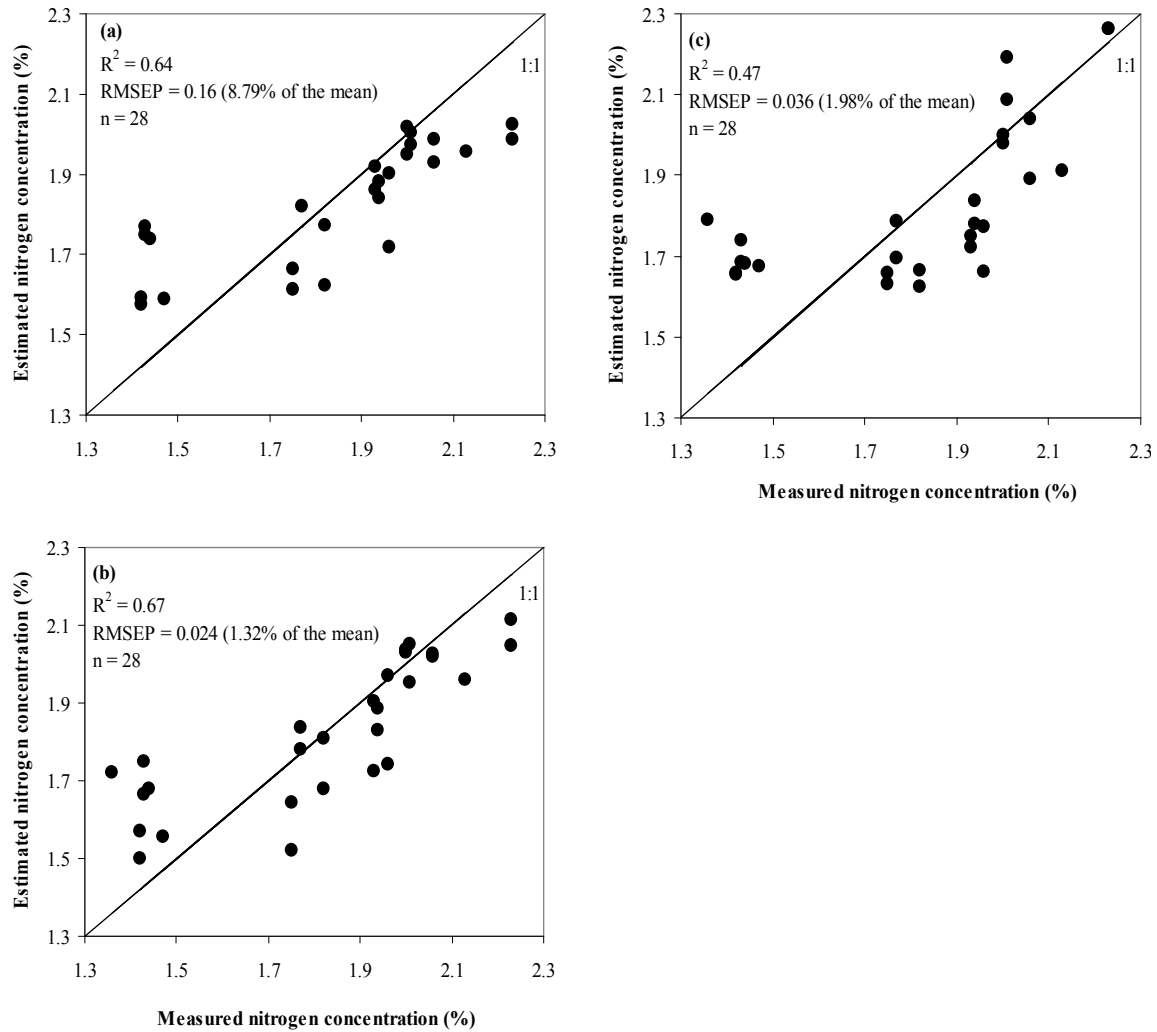 (a)
R² = 0.64
RMSEP = 0.16 (8.79% of the mean)
n = 28
1:1
Estimated nitrogen concentration (%)
2.3
2.1
1.9
1.7
1.5
1.3
1.3 1.5 1.7 1.9 2.1 2.3
(c)
R² = 0.47
RMSEP = 0.036 (1.98% of the mean)
n = 28
1:1
Estimated nitrogen concentration (%)
2.3
2.1
1.9
1.7
1.5
1.3
1.3 1.5 1.7 1.9 2.1 2.3
Measured nitrogen concentration (%)
(b)
R² = 0.67
RMSEP = 0.024 (1.32% of the mean)
n = 28
1:1
Estimated nitrogen concentration (%)
2.3
2.1
1.9
1.7
1.5
1.3
1.3 1.5 1.7 1.9 2.1 2.3
Measured nitrogen concentration (%)